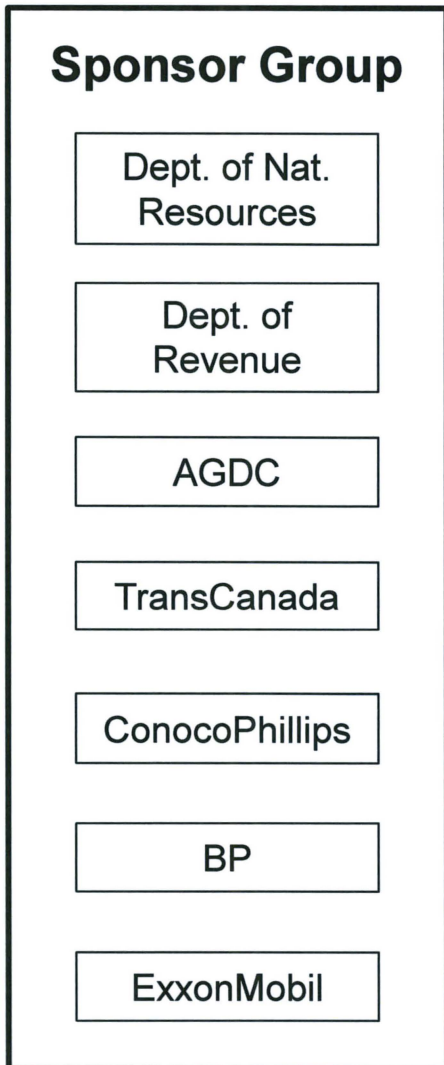 Sponsor Group
Dept. of Nat.
Resources
Dept. of
Revenue
AGDC
TransCanada
ConocoPhillips
BP
ExxonMobil